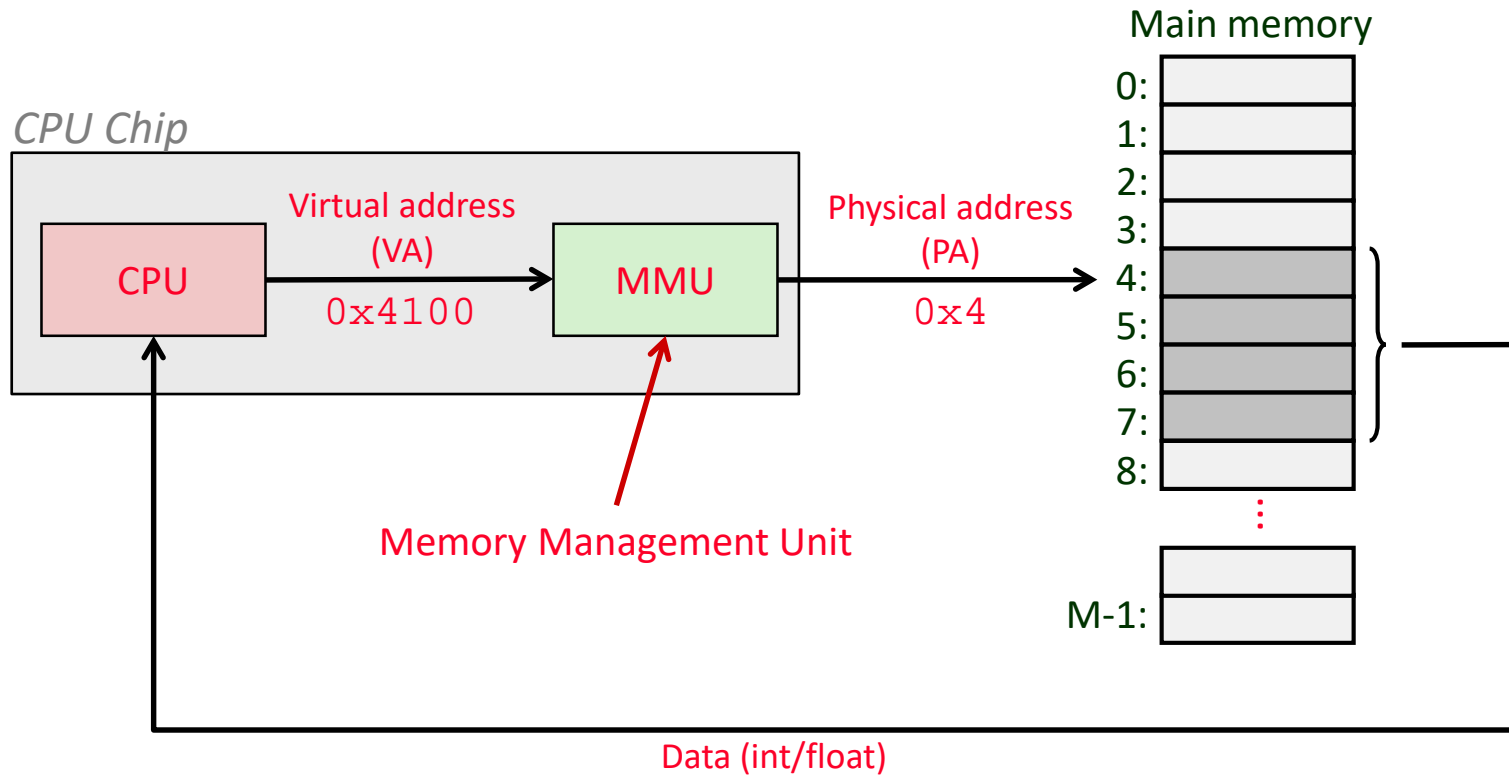 Main memory
CPU Chip
Virtual address
(VA)
0x4100
CPU
MMU
Physical address
(PA)
0x4
0:
1:
2:
3:
4:
5:
6:
7:
8:
...
M-1:
Memory Management Unit
Data (int/float)